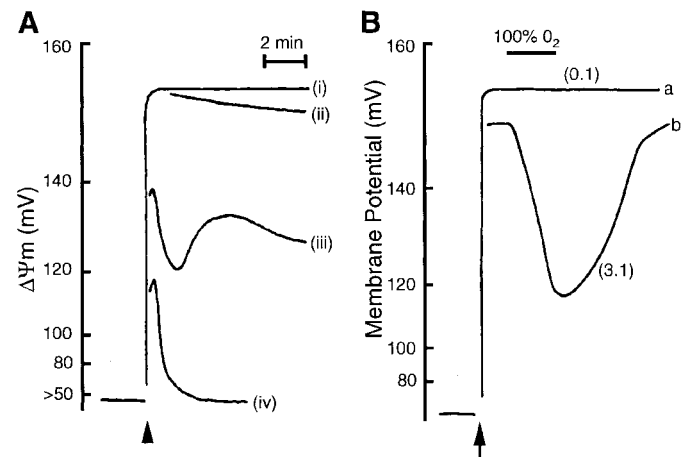 A
B
2 min
100% 0₂
160
140
120
100
80
>50
ΔΨm (mV)
(i)
(ii)
(iii)
(iv)
160
140
120
100
80
Membrane Potential (mV)
(0.1)
a
b
(3.1)